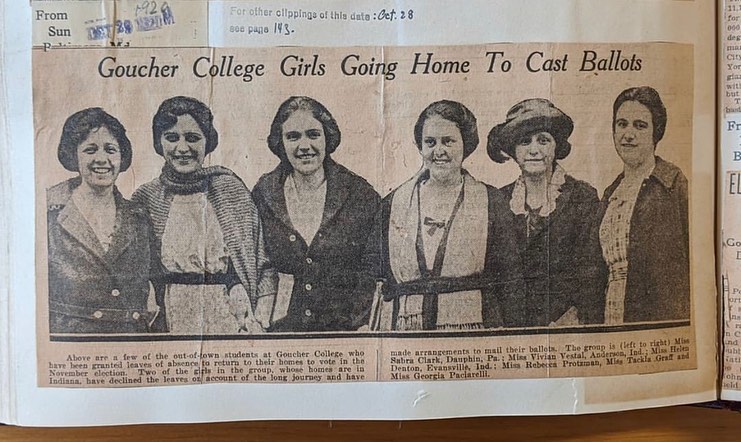 From
Sun
OCT 28 1920
For other clippings of this date : Oct. 28
see page 143.
Goucher College Girls Going Home To Cast Ballots
Above are a few of the out-of-town students at Goucher College who
have been granted leaves of absence to return to their homes to vote in the
November election. Two of the girls in the group, whose homes are in
Indiana, have declined the leaves on account of the long journey and have
made arrangements to mail their ballots. The group is (left to right) Miss
Sabra Clark, Dauphin, Pa.; Miss Vivian Vestal, Anderson, Ind.; Miss Helen
Denton, Evansville, Ind.; Miss Rebecca Protzman, Miss Tackla Graff and
Miss Georgia Paciarelli.